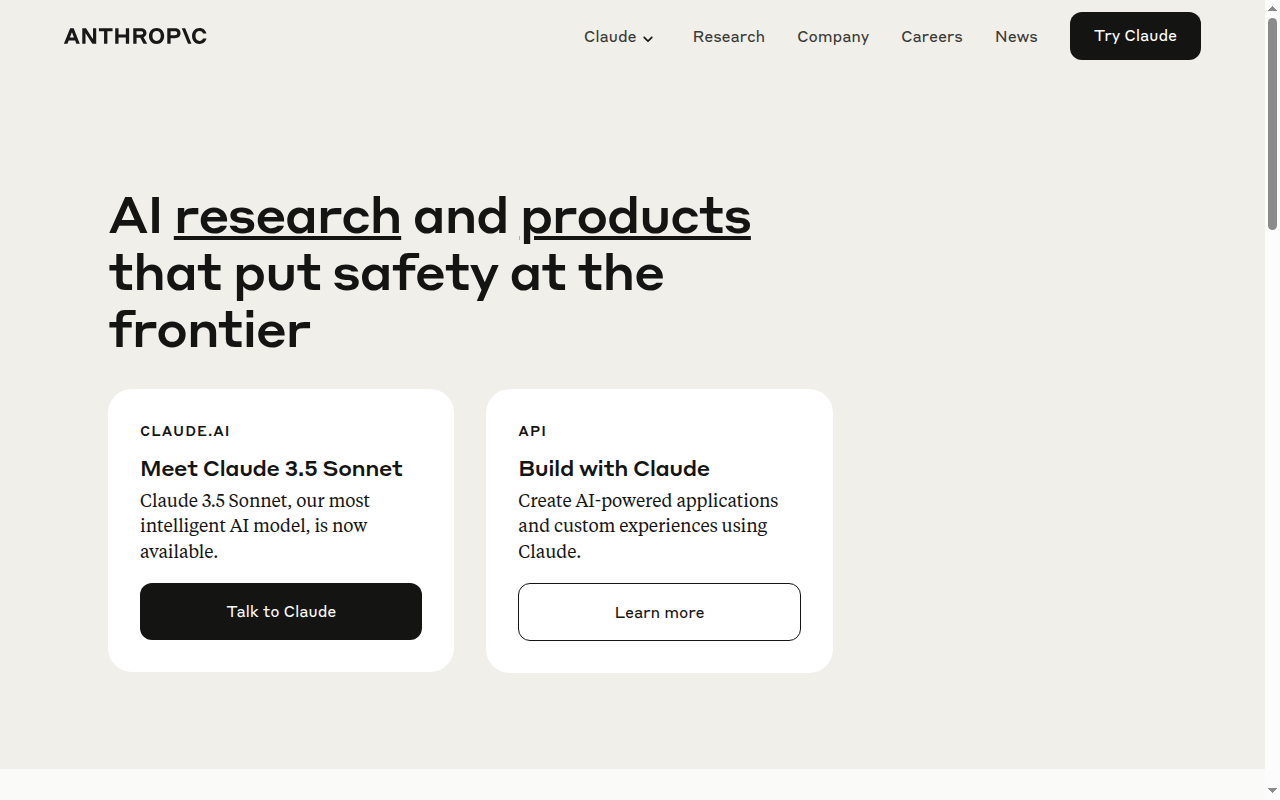 ANTHROP\C
Claude
Research
Company
Careers
News
Try Claude
AI research and products
that put safety at the
frontier
CLAUDE.AI
Meet Claude 3.5 Sonnet
Claude 3.5 Sonnet, our most
intelligent AI model, is now
available.
Talk to Claude
API
Build with Claude
Create AI-powered applications
and custom experiences using
Claude.
Learn more